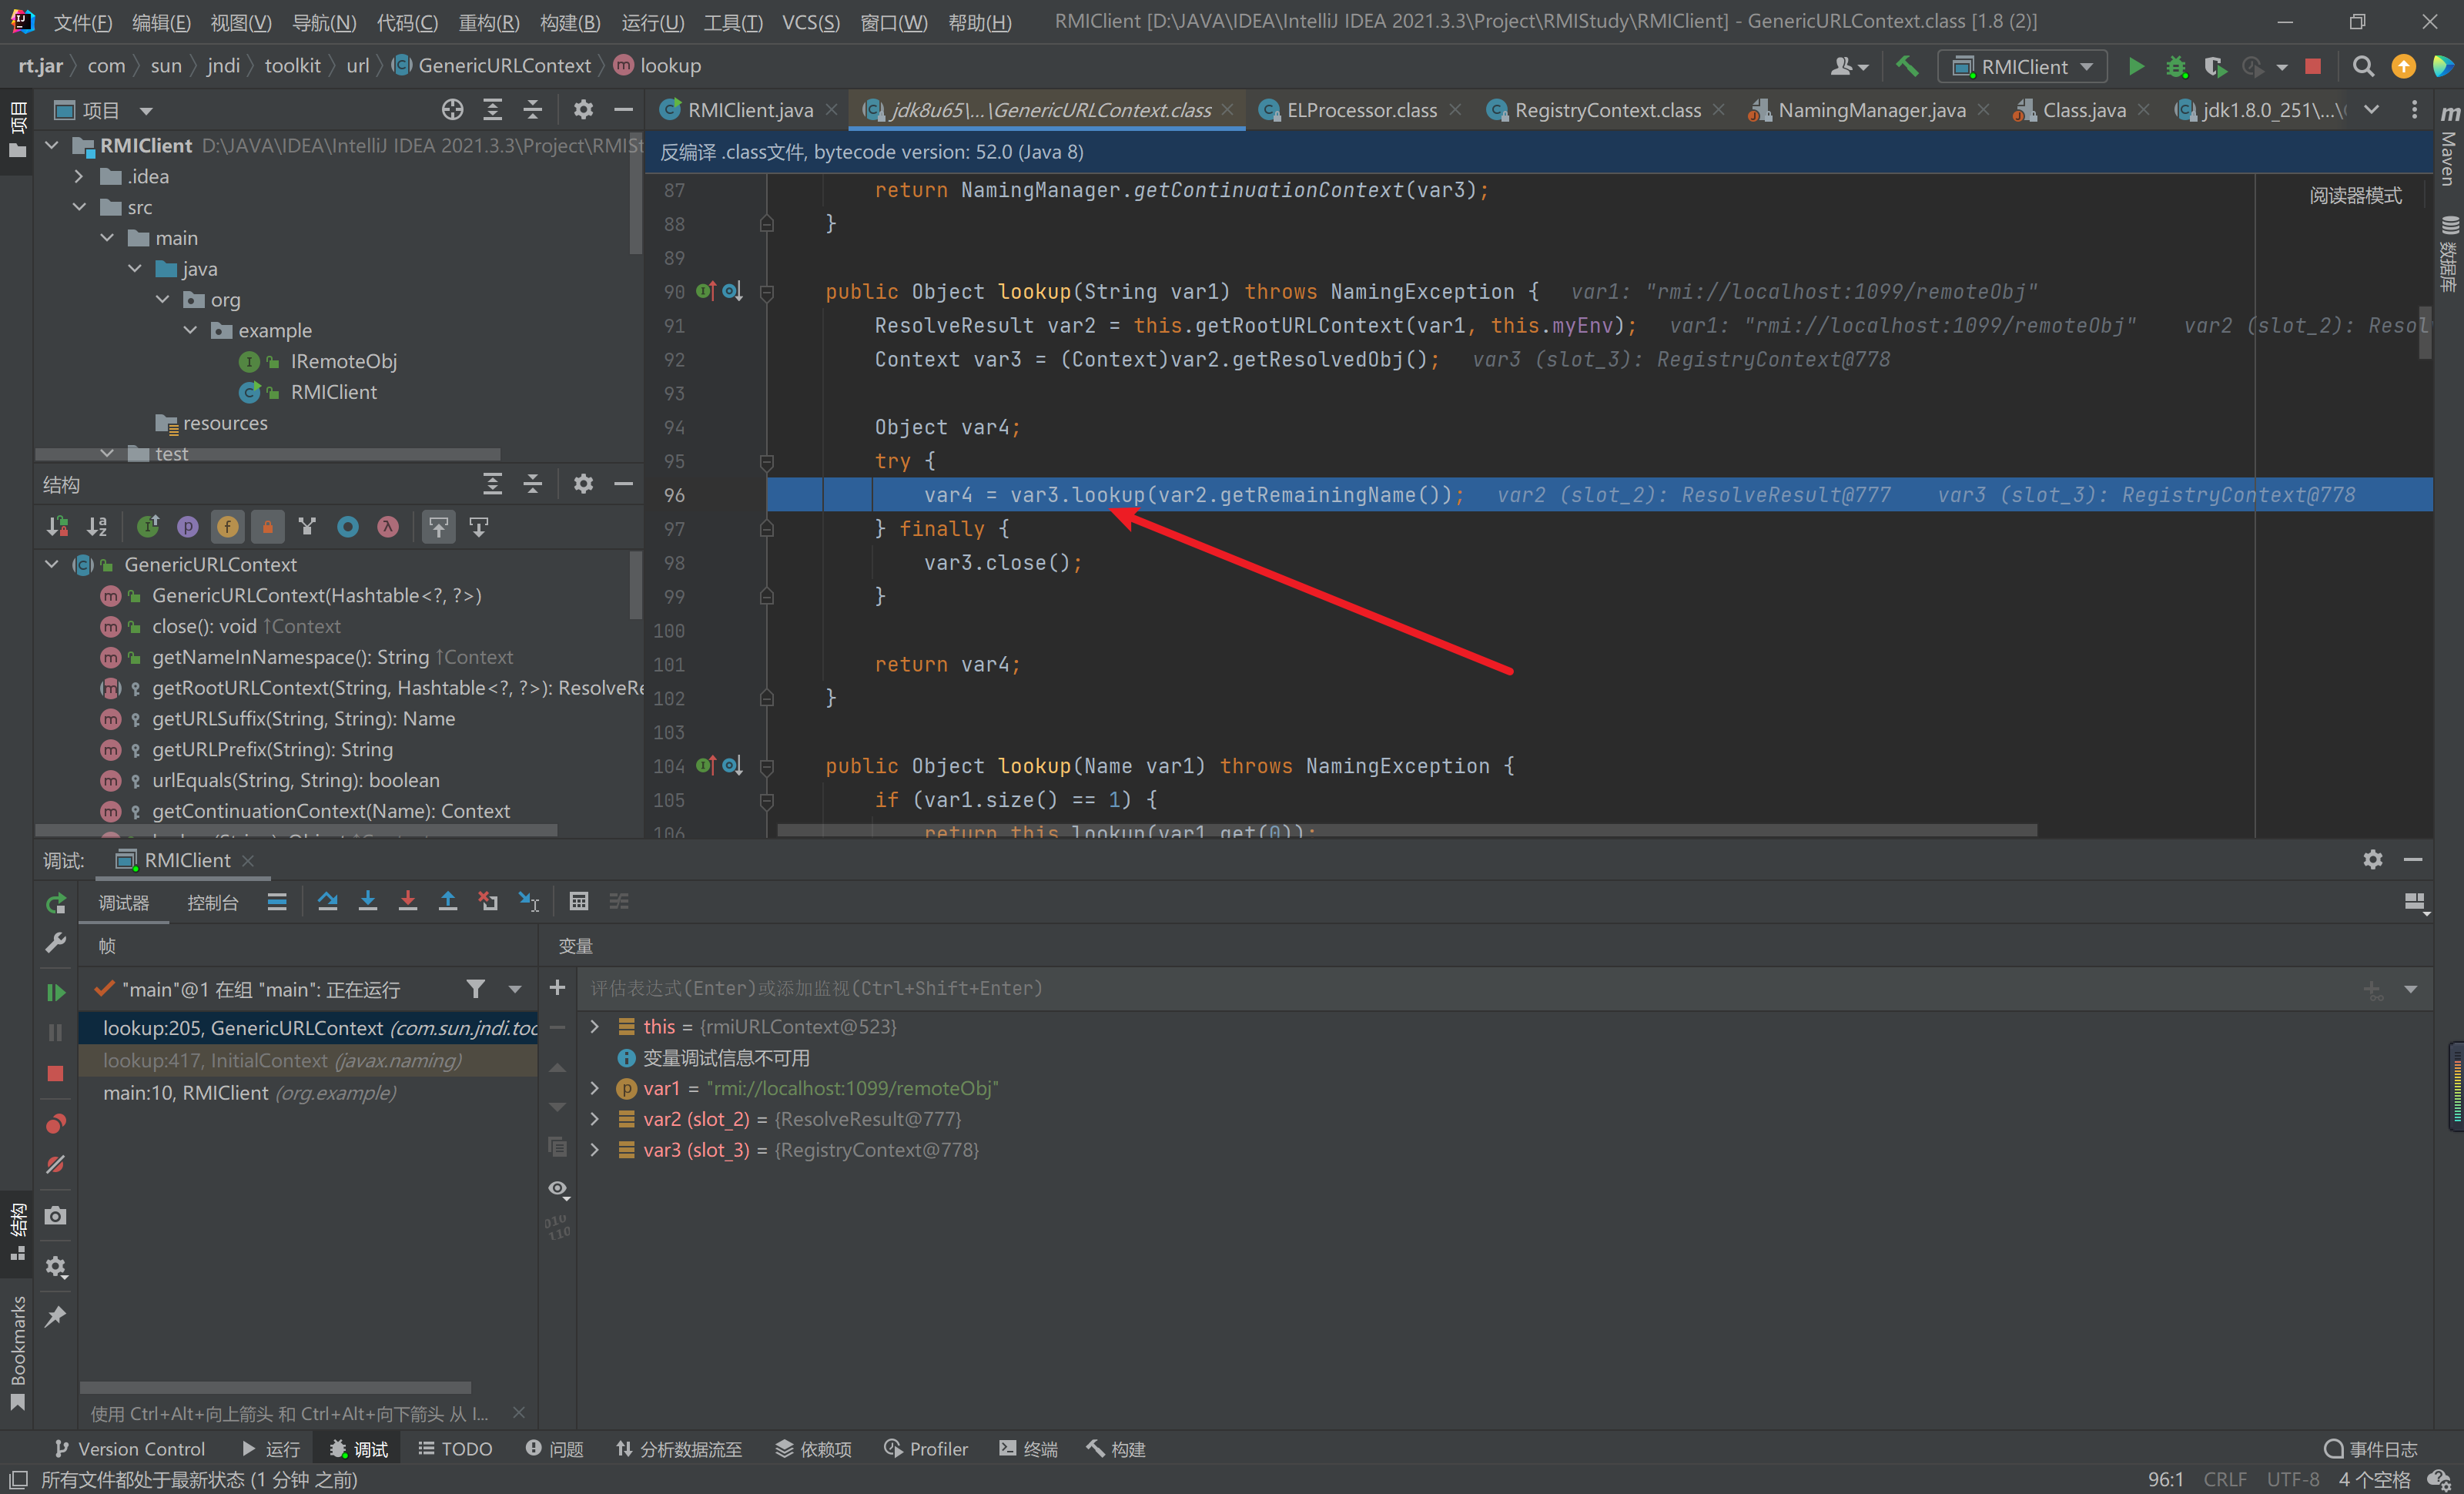 文件(F) 编辑(E) 视图(V) 导航(N) 代码(C) 重构(R) 构建(B) 运行(U) 工具(T) VCS(S) 窗口(W) 帮助(H) RMIClient [D:\JAVA\IDEA\IntelliJ IDEA 2021.3.3\Project\RMIStudy\RMIClient] - GenericURLContext.class [1.8 (2)]
rt.jar com sun jndi toolkit url GenericURLContext lookup
RMIClient
项目
RMIClient.java jdk8u65\...\GenericURLContext.class ELProcessor.class RegistryContext.class NamingManager.java Class.java jdk1.8.0_251\...\
项目
Maven
数据库
RMIClient D:\JAVA\IDEA\IntelliJ IDEA 2021.3.3\Project\RMISt
.idea
src
main
java
org
example
IRemoteObj
RMIClient
resources
test
反编译 .class文件, bytecode version: 52.0 (Java 8)
阅读器模式
87 return NamingManager.getContinuationContext(var3);
88 }
89
90 public Object lookup(String var1) throws NamingException { var1: "rmi://localhost:1099/remoteObj"
91 ResolveResult var2 = this.getRootURLContext(var1, this.myEnv); var1: "rmi://localhost:1099/remoteObj" var2 (slot_2): Resol
92 Context var3 = (Context)var2.getResolvedObj(); var3 (slot_3): RegistryContext@778
93
94 Object var4;
95 try {
96 var4 = var3.lookup(var2.getRemainingName()); var2 (slot_2): ResolveResult@777 var3 (slot_3): RegistryContext@778
97 } finally {
98 var3.close();
99 }
100
101 return var4;
102 }
103
104 public Object lookup(Name var1) throws NamingException {
105 if (var1.size() == 1) {
106 return this.lookup(var1.get(0));
结构
GenericURLContext
GenericURLContext(Hashtable<?, ?>)
close(): void ↑Context
getNameInNamespace(): String ↑Context
getRootURLContext(String, Hashtable<?, ?>): ResolveRe
getURLSuffix(String, String): Name
getURLPrefix(String): String
urlEquals(String, String): boolean
getContinuationContext(Name): Context
调试: RMIClient
调试器 控制台
帧
变量
"main"@1 在组 "main": 正在运行
评估表达式(Enter)或添加监视(Ctrl+Shift+Enter)
lookup:205, GenericURLContext (com.sun.jndi.too
lookup:417, InitialContext (javax.naming)
main:10, RMIClient (org.example)
this = {rmiURLContext@523}
变量调试信息不可用
var1 = "rmi://localhost:1099/remoteObj"
var2 (slot_2) = {ResolveResult@777}
var3 (slot_3) = {RegistryContext@778}
结构
Bookmarks
使用 Ctrl+Alt+向上箭头 和 Ctrl+Alt+向下箭头 从 I...
Version Control 运行 调试 TODO 问题 分析数据流至 依赖项 Profiler 终端 构建 事件日志
所有文件都处于最新状态 (1 分钟 之前) 96:1 CRLF UTF-8 4 个空格